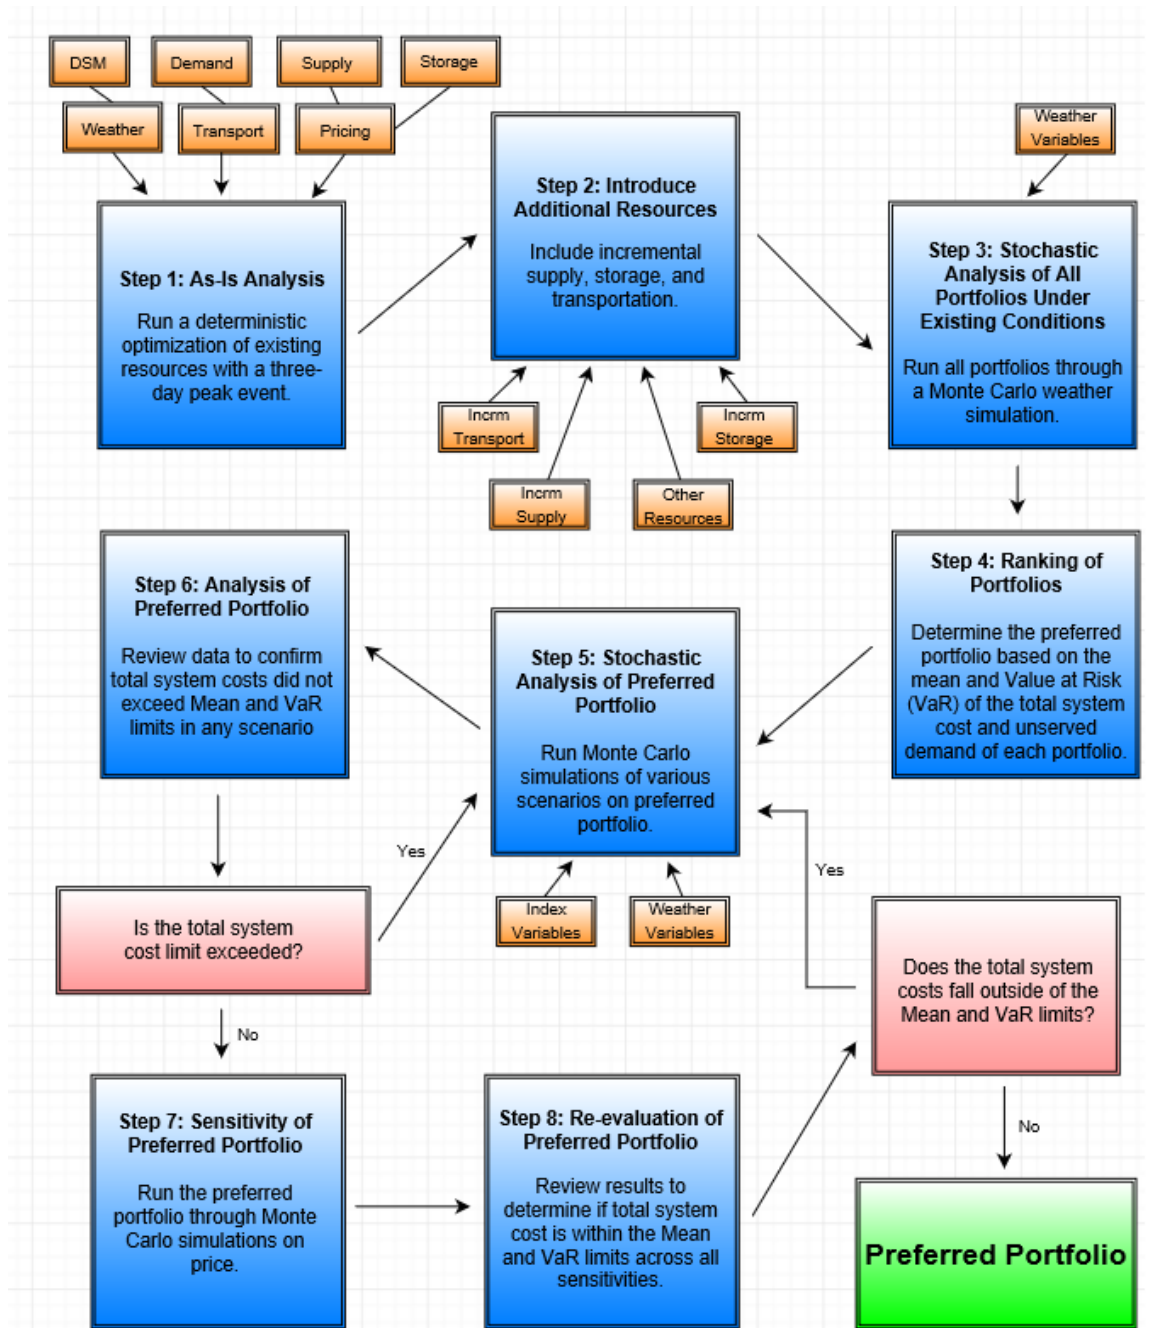 DSM
Demand
Supply
Storage
Weather
Transport
Pricing
Weather
Variables
Step 1: As-Is Analysis
Run a deterministic
optimization of existing
resources with a three-
day peak event.
Step 2: Introduce
Additional Resources
Include incremental
supply, storage, and
transportation.
Step 3: Stochastic
Analysis of All
Portfolios Under
Existing Conditions
Run all portfolios through
a Monte Carlo weather
simulation.
Incrm
Transport
Incrm
Storage
Incrm
Supply
Other
Resources
Step 4: Ranking of
Portfolios
Determine the preferred
portfolio based on the
mean and Value at Risk
(VaR) of the total system
cost and unserved
demand of each portfolio.
Step 5: Stochastic
Analysis of Preferred
Portfolio
Run Monte Carlo
simulations of various
scenarios on preferred
portfolio.
Index
Variables
Weather
Variables
Step 6: Analysis of
Preferred Portfolio
Review data to confirm
total system costs did not
exceed Mean and VaR
limits in any scenario
Is the total system
cost limit exceeded?
Yes
No
Step 7: Sensitivity of
Preferred Portfolio
Run the preferred
portfolio through Monte
Carlo simulations on
price.
Step 8: Re-evaluation of
Preferred Portfolio
Review results to
determine if total system
cost is within the Mean
and VaR limits across all
sensitivities.
Does the total system
costs fall outside of the
Mean and VaR limits?
Yes
No
Preferred Portfolio